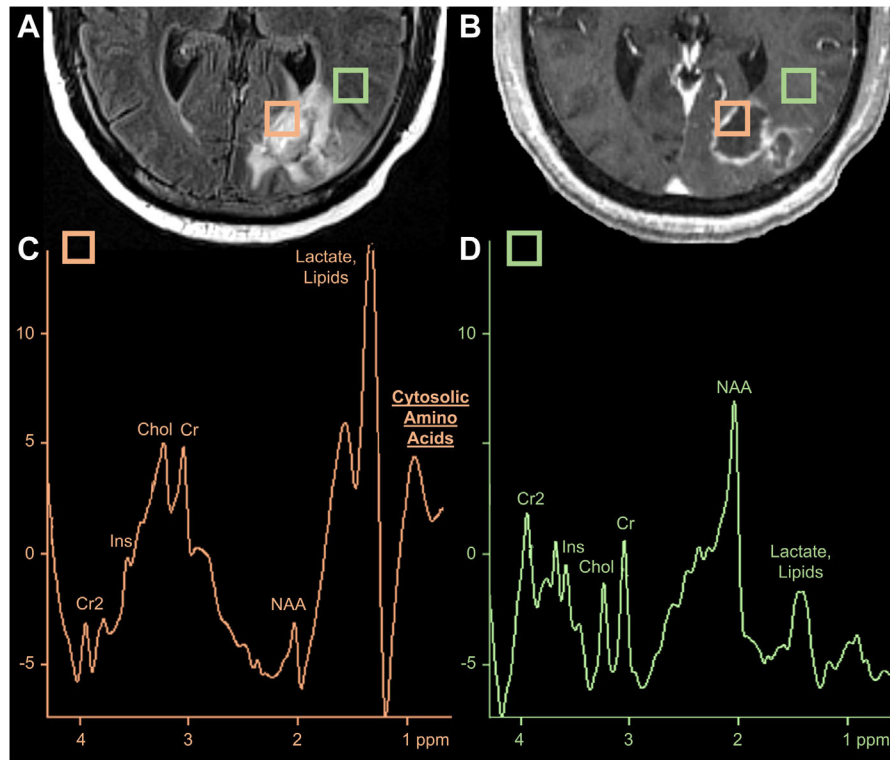 A
B
C
Lactate,
Lipids
10
Chol
Cr
Cytosolic
Amino
Acids
5
Ins
0
Cr2
NAA
-5
4
3
2
1 ppm
D
10
NAA
5
Cr2
Cr
Ins
Chol
Lactate,
Lipids
0
-5
4
3
2
1 ppm